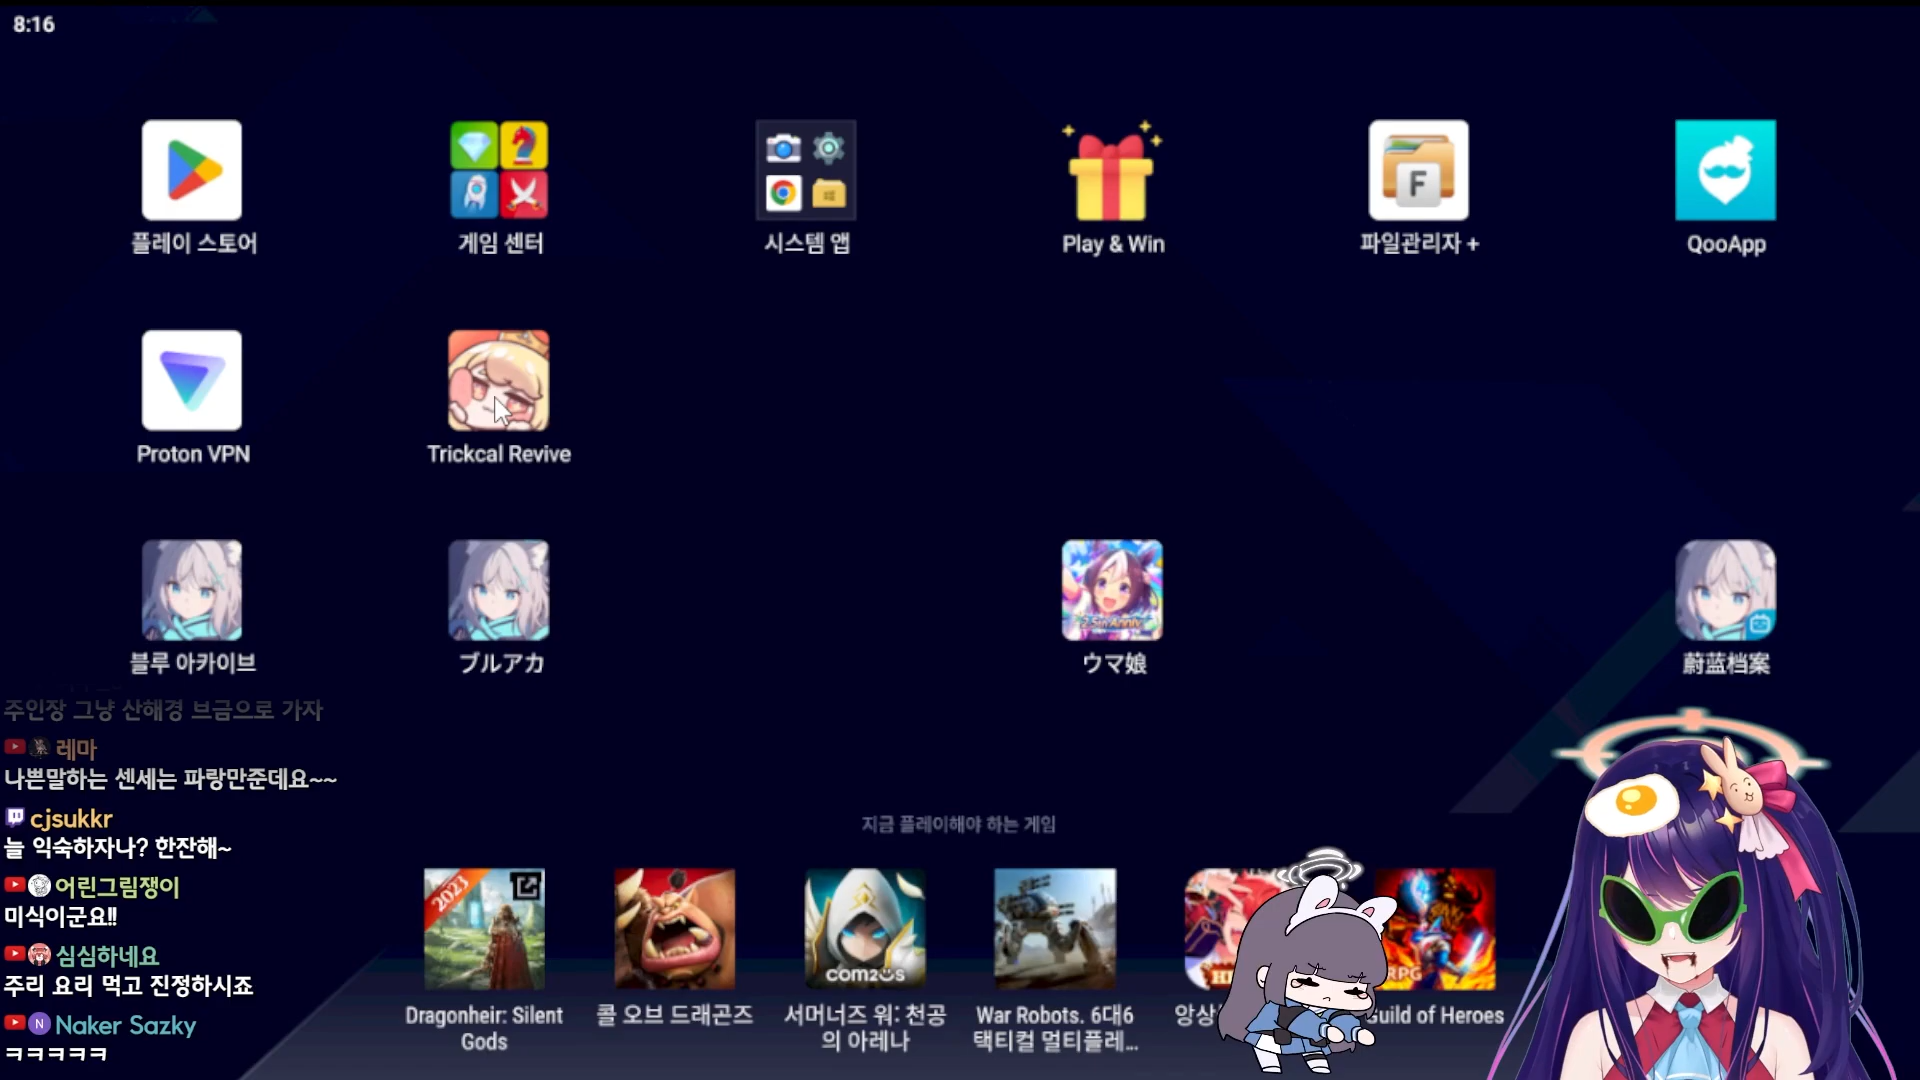 8:16
플레이 스토어
게임 센터
시스템 앱
Play & Win
F
파일관리자 +
QooApp
Proton VPN
Trickcal Revive
2.5th Anniv
블루 아카이브
ブルアカ
ウマ娘
蔚蓝档案
주인장 그냥 산해경 브금으로 가자
레마
나쁜말하는 센세는 파랑만준데요~~
cjsukkr
늘 익숙하자나? 한잔해~
어린그림쟁이
미식이군요!!
심심하네요
주리 요리 먹고 진정하시죠
N Naker Sazky
ㅋㅋㅋㅋㅋ
지금 플레이해야 하는 게임
2023
com2us
RPG
Dragonheir: Silent
Gods
콜 오브 드래곤즈
서머너즈 워: 천공
의 아레나
War Robots. 6대6
택티컬 멀티플레...
앙상
Guild of Heroes